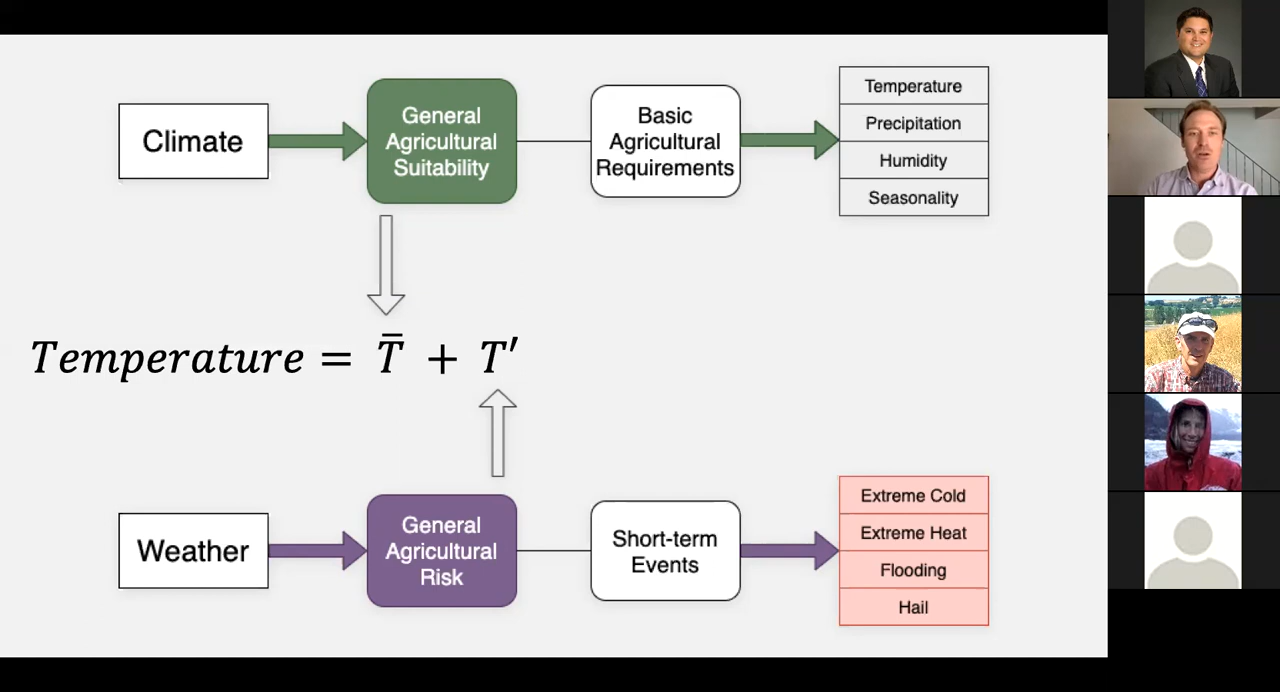 Climate
General
Agricultural
Suitability
Basic
Agricultural
Requirements
Temperature
Precipitation
Humidity
Seasonality
Temperature = T̄ + T′
Weather
General
Agricultural
Risk
Short-term
Events
Extreme Cold
Extreme Heat
Flooding
Hail